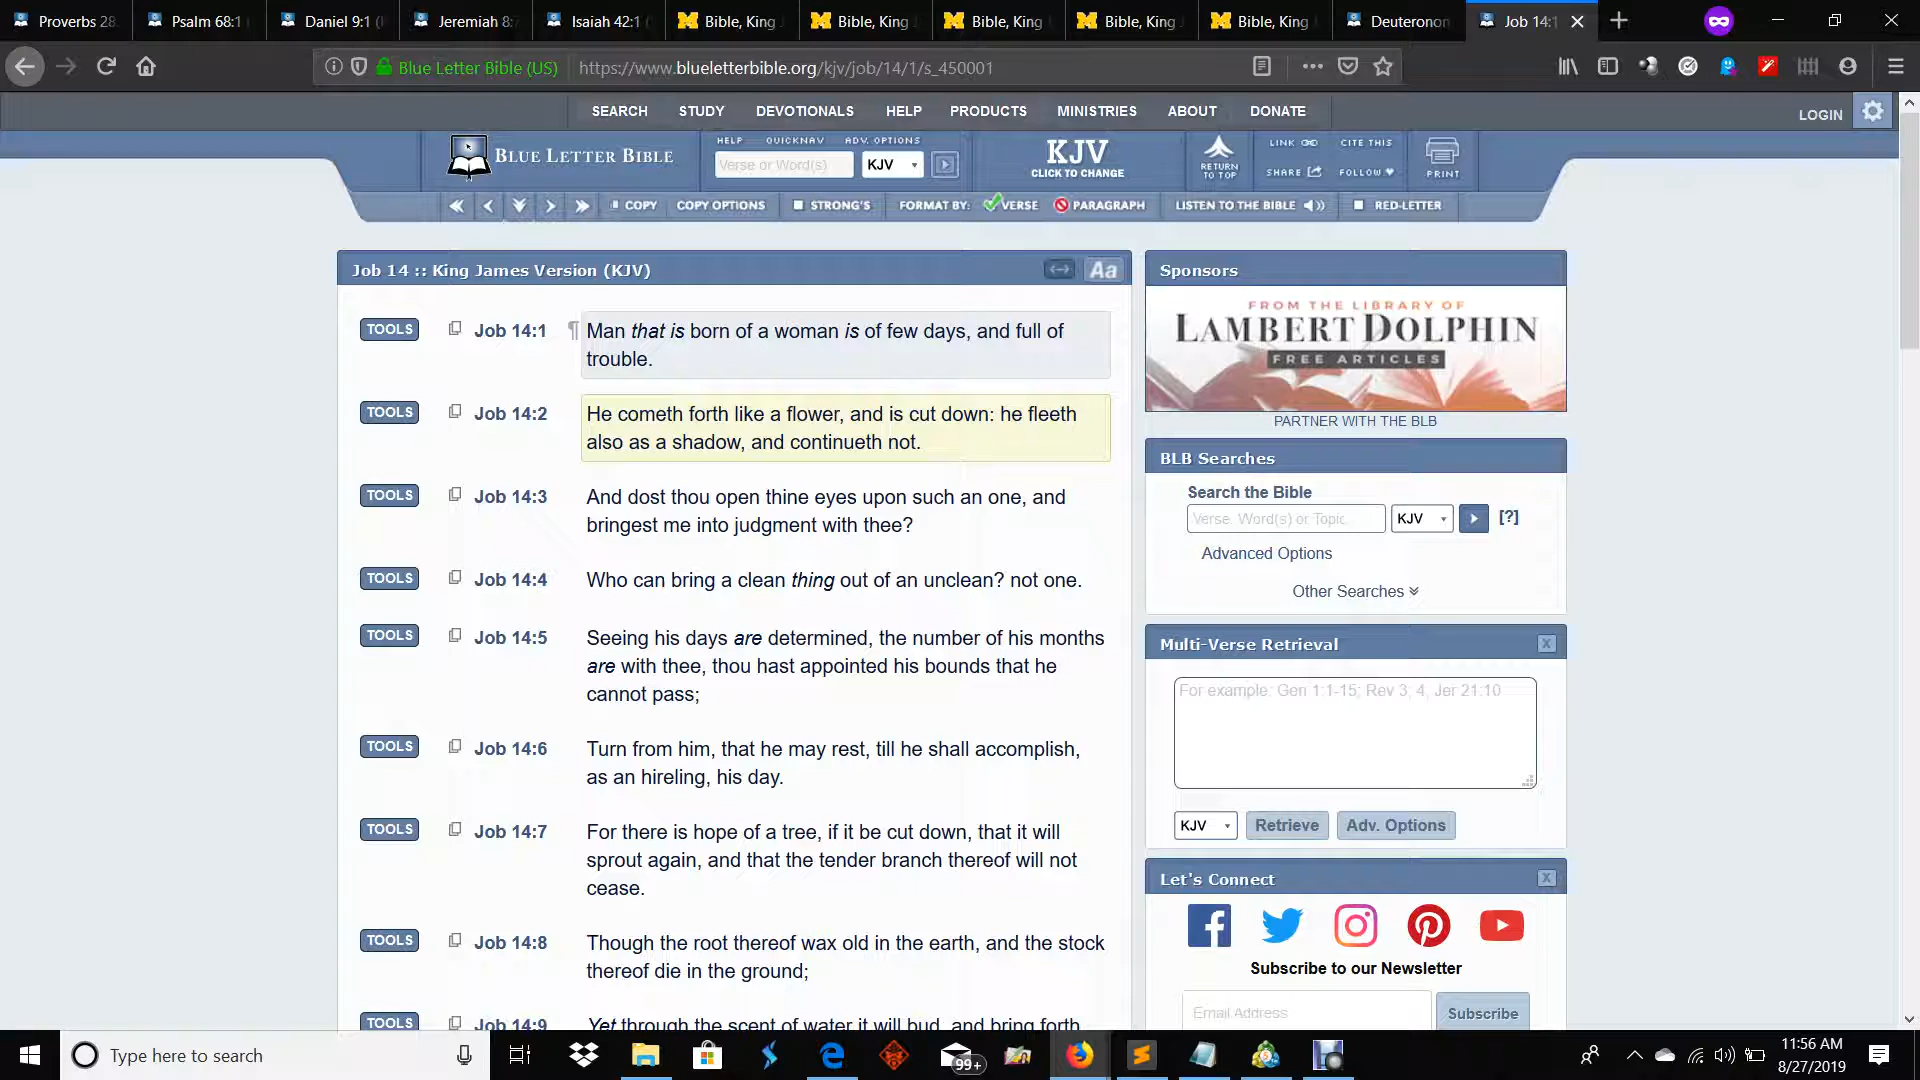 Proverbs 28:
Psalm 68:1
Daniel 9:1 (
Jeremiah 8:
Isaiah 42:1
Bible, King
Bible, King
Bible, King
Bible, King
Bible, King
Deuteronom
Job 14:1
Blue Letter Bible (US)
https://www.blueletterbible.org/kjv/job/14/1/s_450001
SEARCH STUDY DEVOTIONALS HELP PRODUCTS MINISTRIES ABOUT DONATE
LOGIN
BLUE LETTER BIBLE
HELP QUICKNAV ADV. OPTIONS
Verse or Word(s) KJV
KJV
CLICK TO CHANGE
RETURN
TO TOP
LINK CITE THIS
SHARE FOLLOW
PRINT
COPY COPY OPTIONS STRONG'S FORMAT BY: VERSE PARAGRAPH LISTEN TO THE BIBLE RED-LETTER
Job 14 :: King James Version (KJV)
Aa
TOOLS Job 14:1 ¶ Man that is born of a woman is of few days, and full of
trouble.
TOOLS Job 14:2 He cometh forth like a flower, and is cut down: he fleeth
also as a shadow, and continueth not.
TOOLS Job 14:3 And dost thou open thine eyes upon such an one, and
bringest me into judgment with thee?
TOOLS Job 14:4 Who can bring a clean thing out of an unclean? not one.
TOOLS Job 14:5 Seeing his days are determined, the number of his months
are with thee, thou hast appointed his bounds that he
cannot pass;
TOOLS Job 14:6 Turn from him, that he may rest, till he shall accomplish,
as an hireling, his day.
TOOLS Job 14:7 For there is hope of a tree, if it be cut down, that it will
sprout again, and that the tender branch thereof will not
cease.
TOOLS Job 14:8 Though the root thereof wax old in the earth, and the stock
thereof die in the ground;
TOOLS Job 14:9 Yet through the scent of water it will bud, and bring forth
Sponsors
FROM THE LIBRARY OF
LAMBERT DOLPHIN
FREE ARTICLES
PARTNER WITH THE BLB
BLB Searches
Search the Bible
Verse, Word(s) or Topic KJV [?]
Advanced Options
Other Searches
Multi-Verse Retrieval X
For example: Gen 1:1-15; Rev 3, 4, Jer 21:10
KJV Retrieve Adv. Options
Let's Connect X
Subscribe to our Newsletter
Email Address Subscribe
Type here to search
99+
11:56 AM
8/27/2019